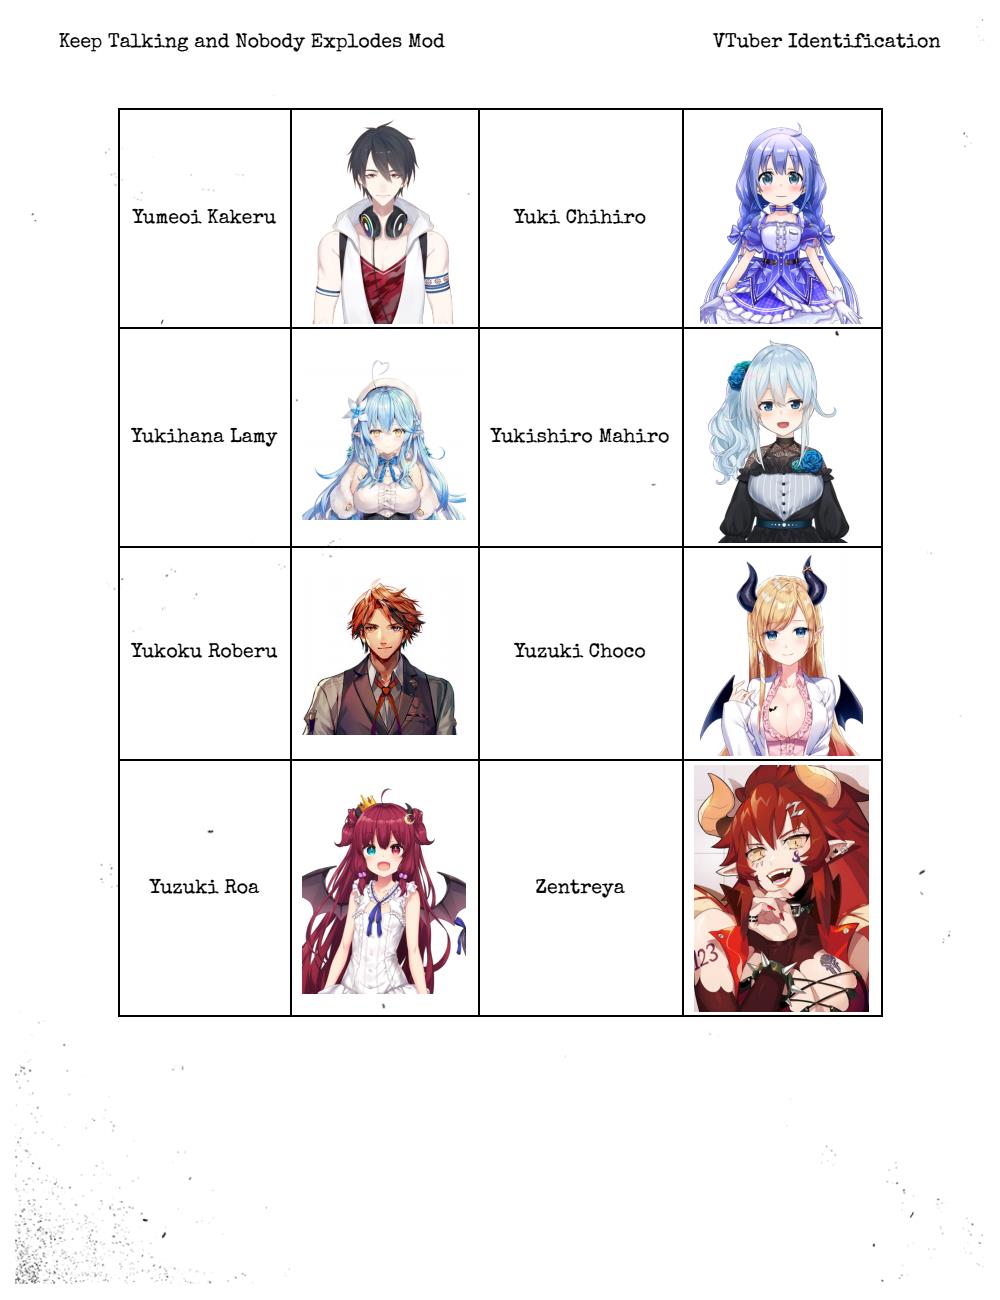 Keep Talking and Nobody Explodes Mod
VTuber Identification
Yumeoi Kakeru
Yuki Chihiro
Yukihana Lamy
Yukishiro Mahiro
Yukoku Roberu
Yuzuki Choco
Yuzuki Roa
Zentreya
123